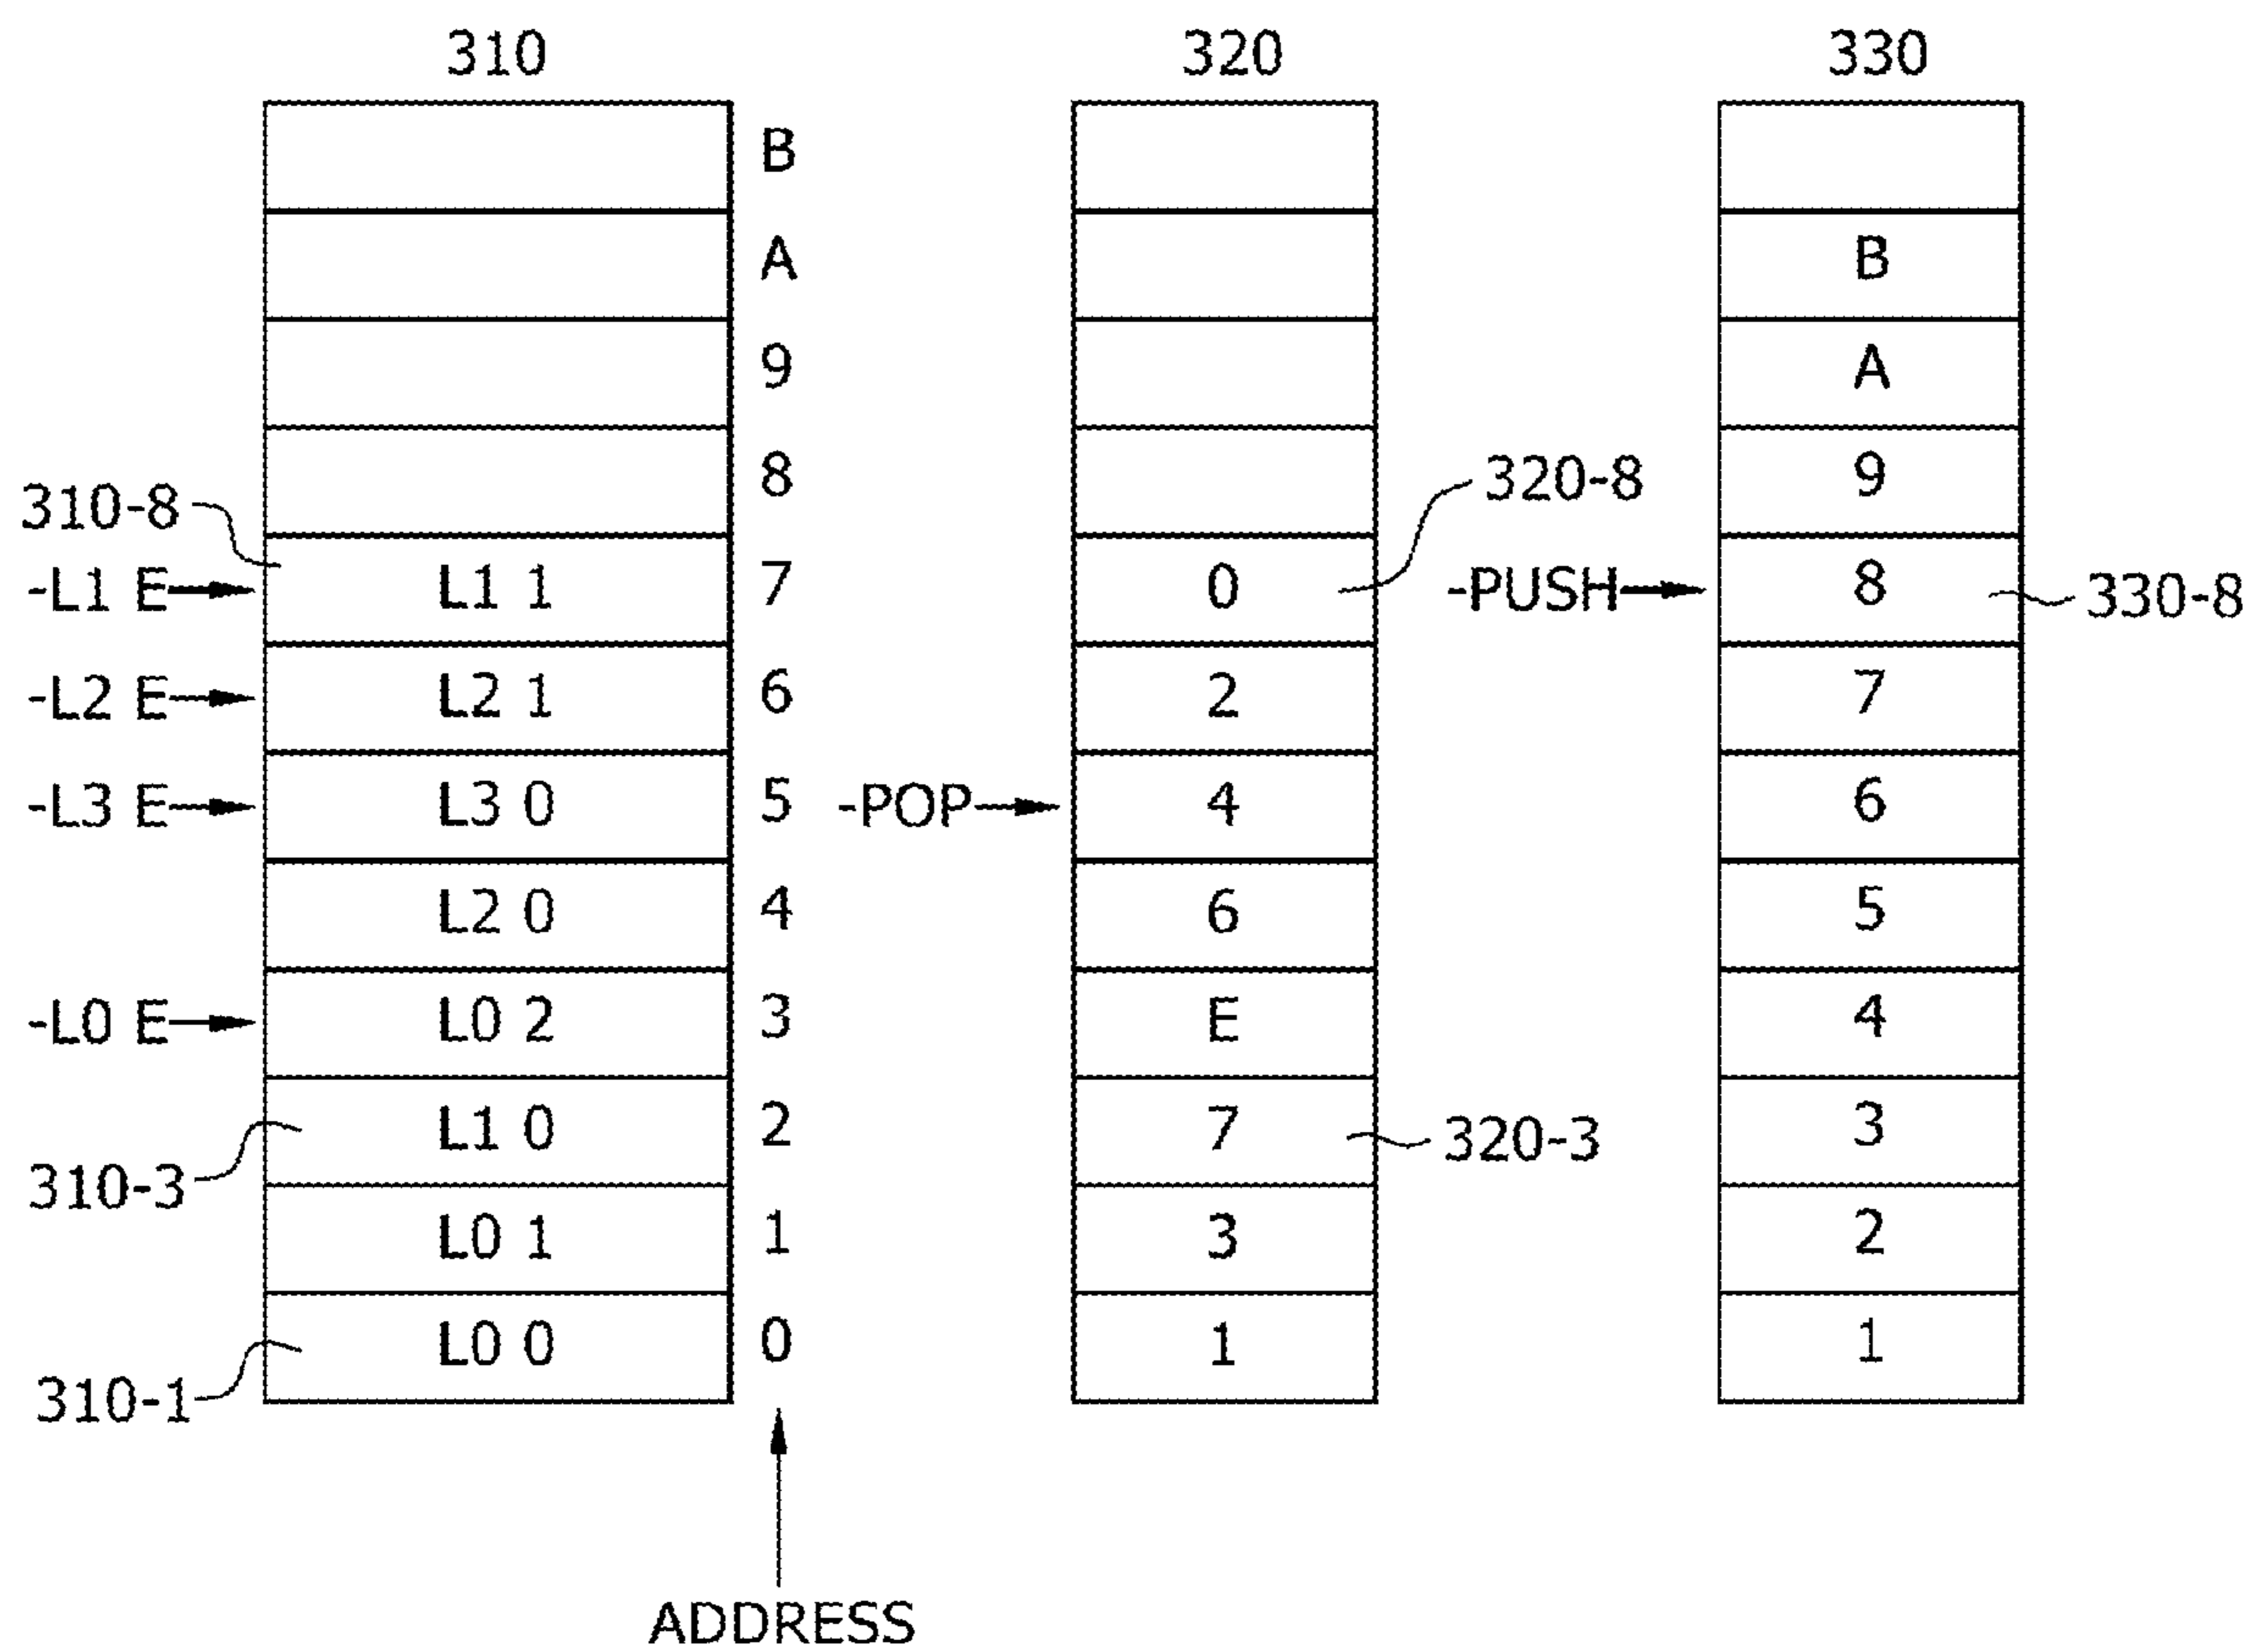 310 320 330
B
A B
9 A
8 9
310-8 320-8
-L1 E L1 1 7 0 -PUSH 8 330-8
-L2 E L2 1 6 2 7
-L3 E L3 0 5 -POP 4 6
L2 0 4 6 5
-L0 E L0 2 3 E 4
L1 0 2 7 320-3 3
310-3
L0 1 1 3 2
L0 0 0 1 1
310-1
ADDRESS